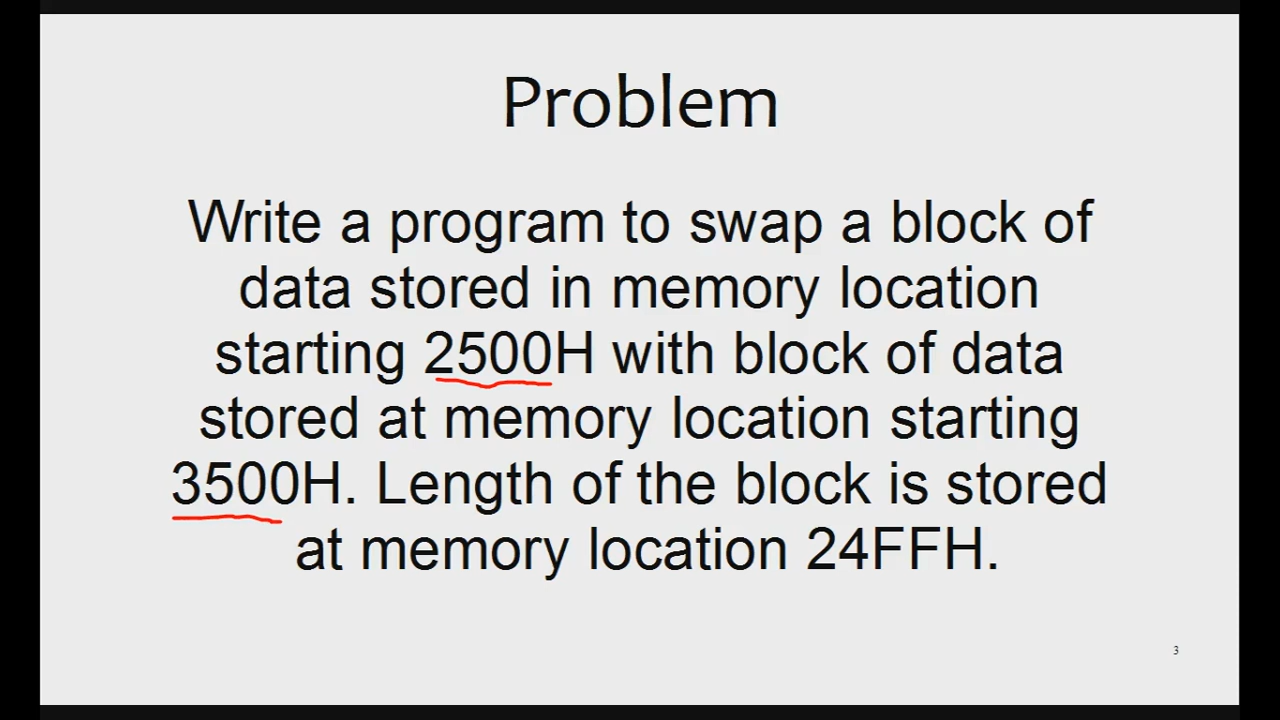 Problem
Write a program to swap a block of
data stored in memory location
starting 2500H with block of data
stored at memory location starting
3500H. Length of the block is stored
at memory location 24FFH.
3